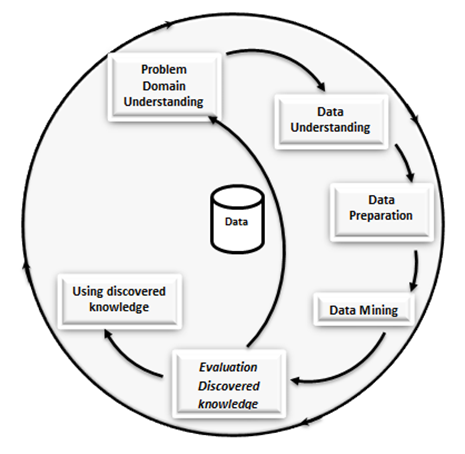 Problem
Domain
Understanding
Data
Understanding
Data
Preparation
Data
Using discovered
knowledge
Data Mining
Evaluation
Discovered
knowledge